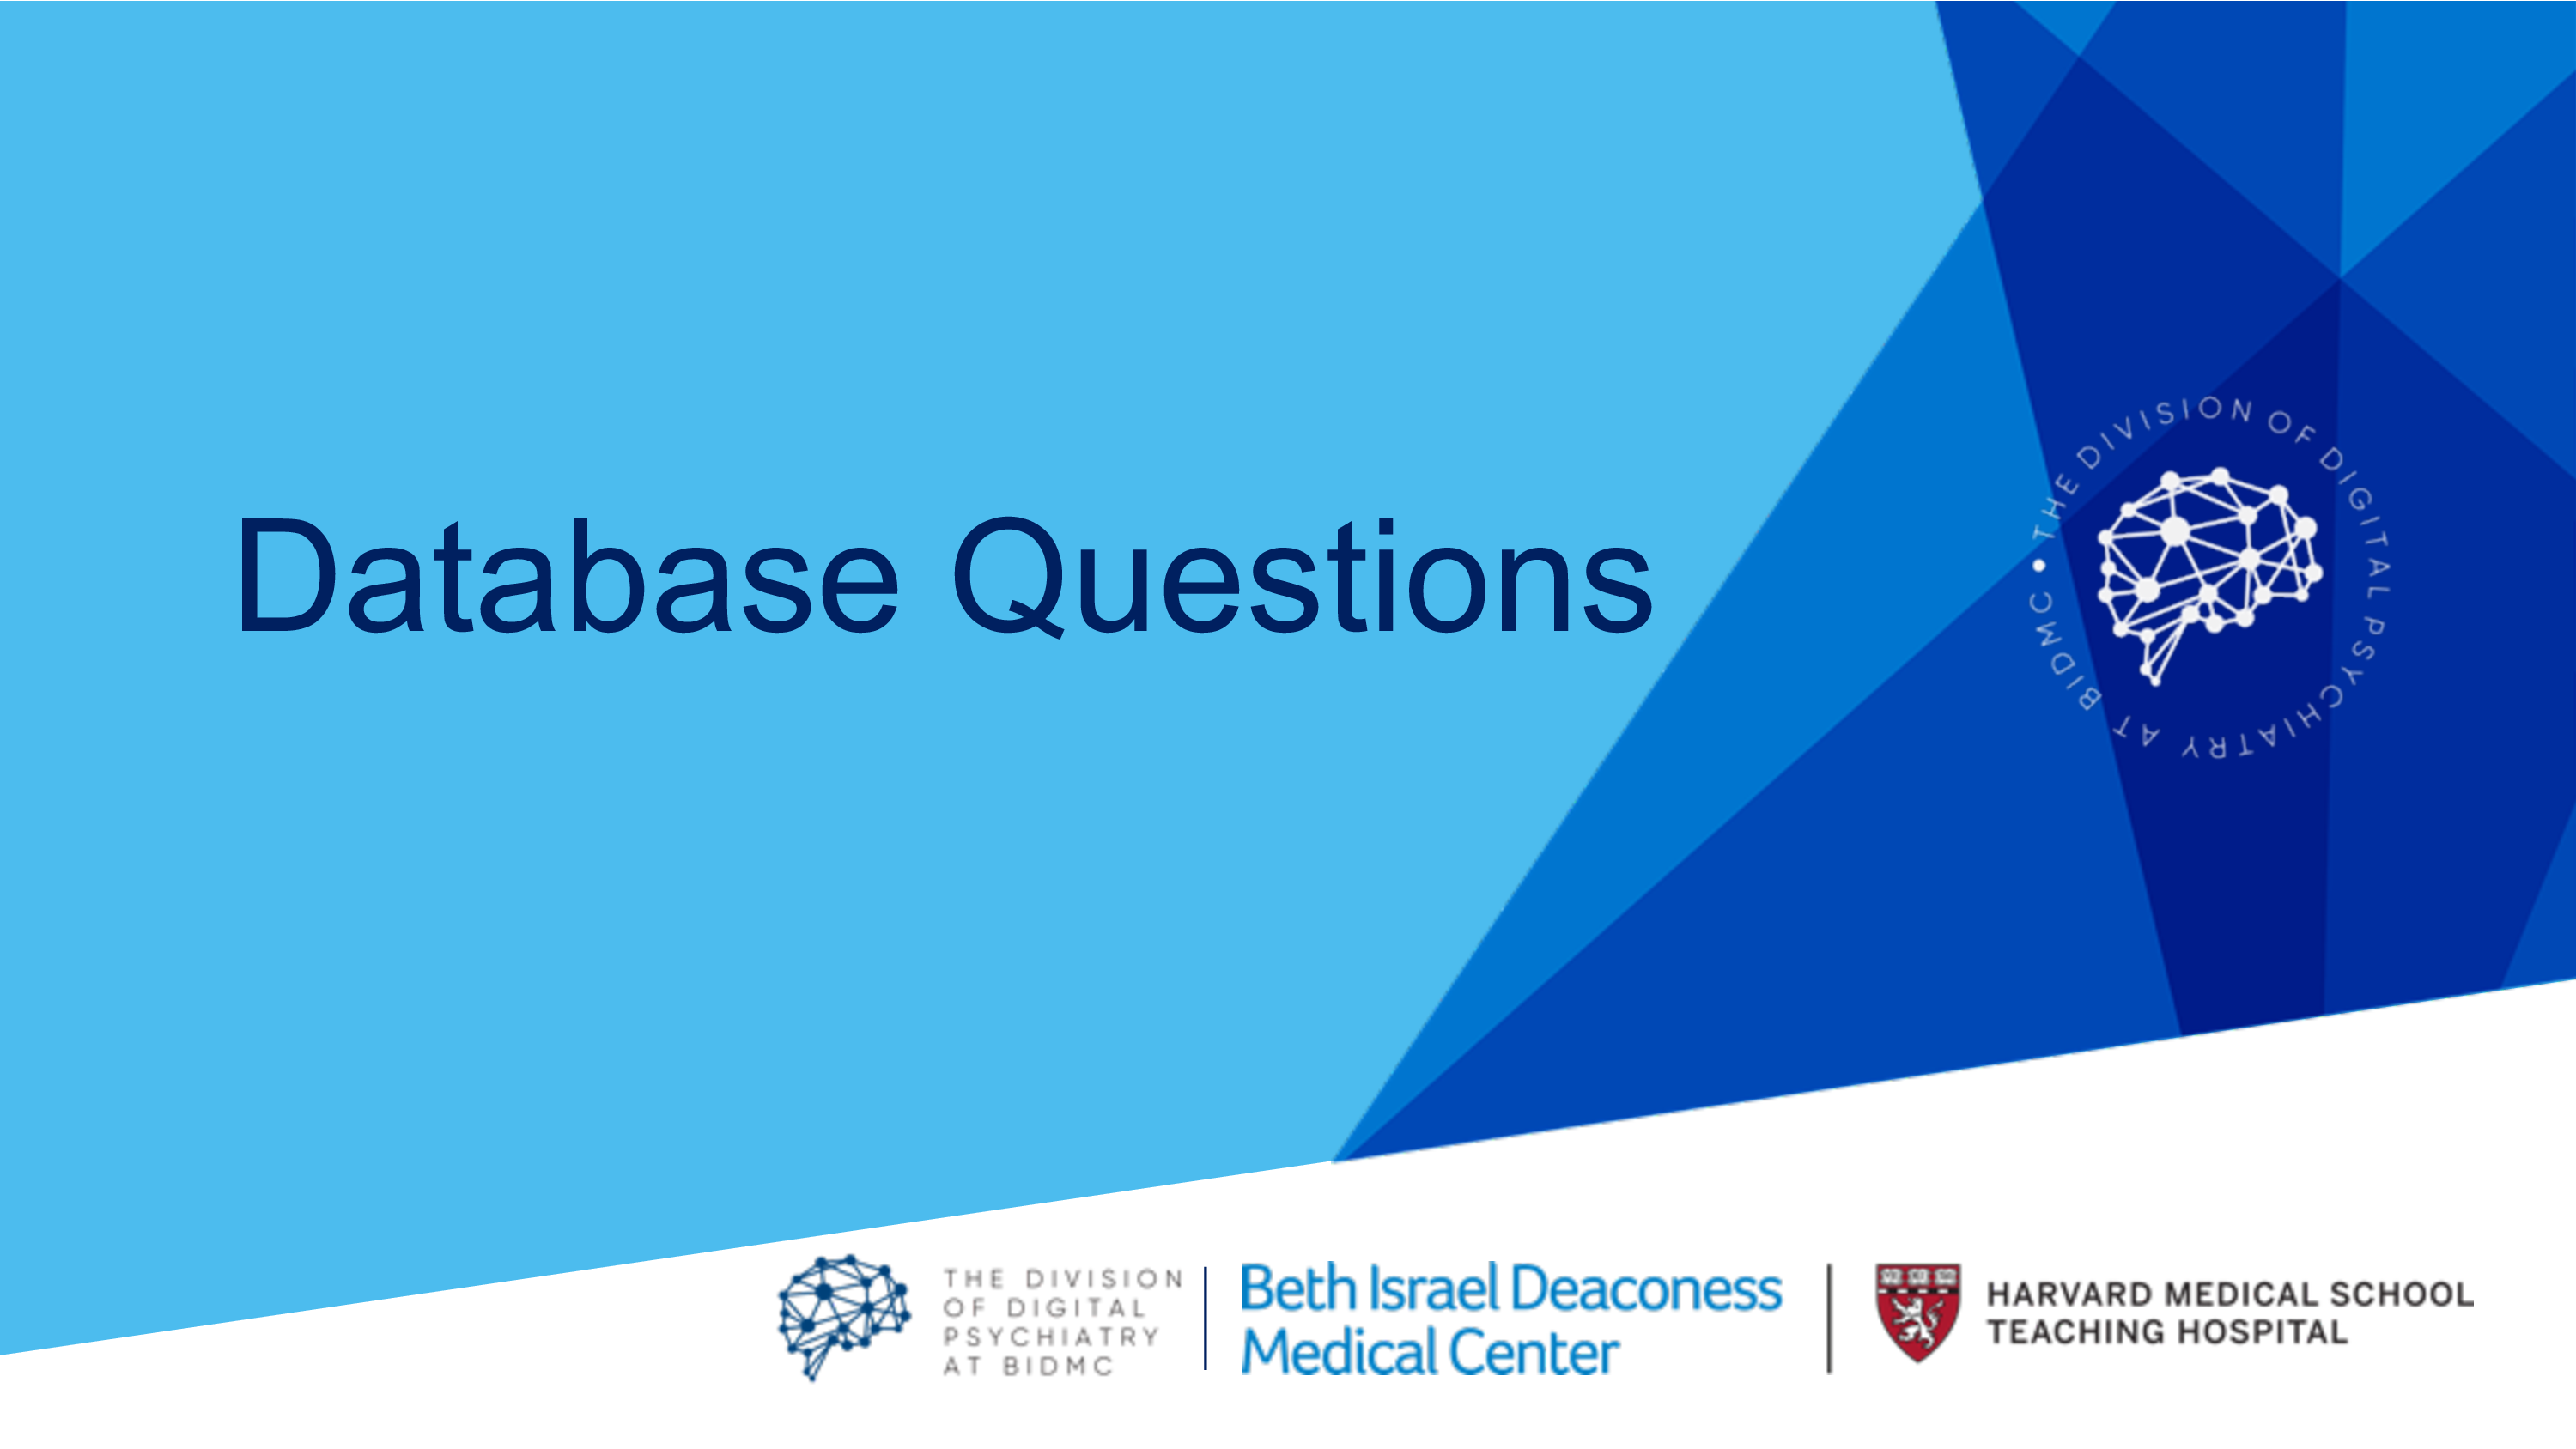 Database Questions
THE DIVISION OF DIGITAL PSYCHIATRY AT BIDMC •
THE DIVISION
OF DIGITAL
PSYCHIATRY
AT BIDMC
Beth Israel Deaconess
Medical Center
HARVARD MEDICAL SCHOOL
TEACHING HOSPITAL